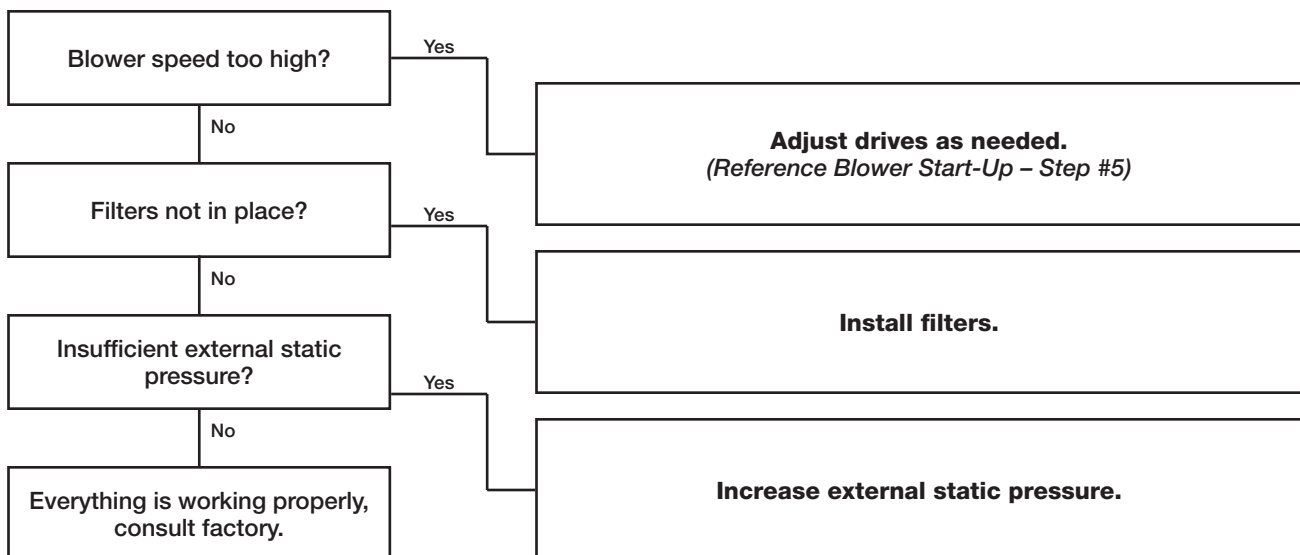 Blower speed too high?
Yes
No
Adjust drives as needed.
(Reference Blower Start-Up – Step #5)
Filters not in place?
Yes
No
Install filters.
Insufficient external static
pressure?
Yes
No
Increase external static pressure.
Everything is working properly,
consult factory.